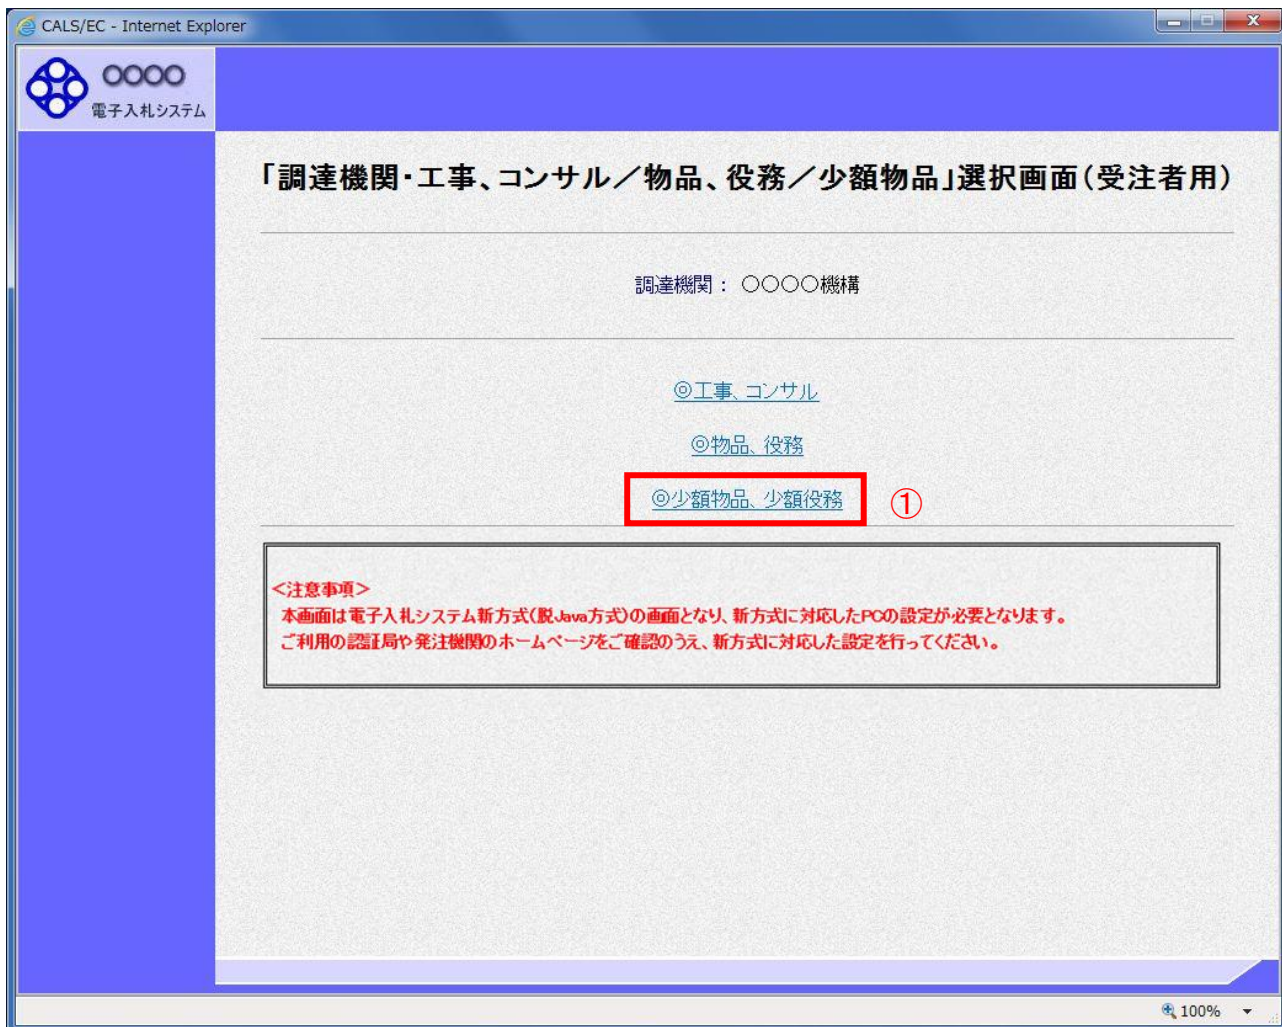 CALS/EC - Internet Explorer
○○○○
電子入札システム
「調達機関・工事、コンサル／物品、役務／少額物品」選択画面（受注者用）
調達機関： ○○○○機構
◎工事、コンサル
◎物品、役務
◎少額物品、少額役務
①
＜注意事項＞
本画面は電子入札システム新方式(脱Java方式)の画面となり、新方式に対応したPCの設定が必要となります。
ご利用の認証局や発注機関のホームページをご確認のうえ、新方式に対応した設定を行ってください。
100%